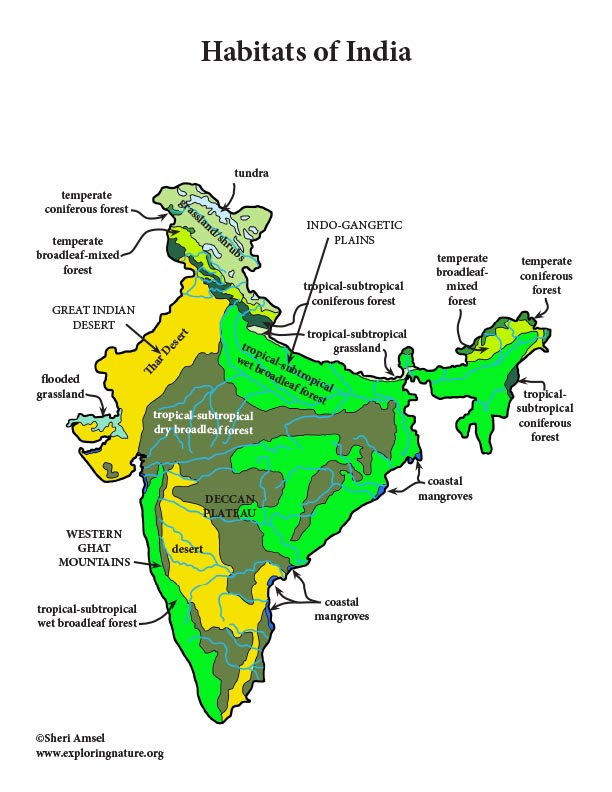 Habitats of India
tundra
temperate
coniferous forest
grassland/shrubs
temperate
broadleaf-mixed
forest
INDO-GANGETIC
PLAINS
temperate
broadleaf-
mixed
forest
temperate
coniferous
forest
tropical-subtropical
coniferous forest
GREAT INDIAN
DESERT
Thar Desert
tropical-subtropical
grassland
tropical-subtropical
wet broadleaf forest
flooded
grassland
tropical-subtropical
dry broadleaf forest
tropical-
subtropical
coniferous
forest
coastal
mangroves
DECCAN
PLATEAU
WESTERN
GHAT
MOUNTAINS
desert
tropical-subtropical
wet broadleaf forest
coastal
mangroves
©Sheri Amsel
www.exploringnature.org